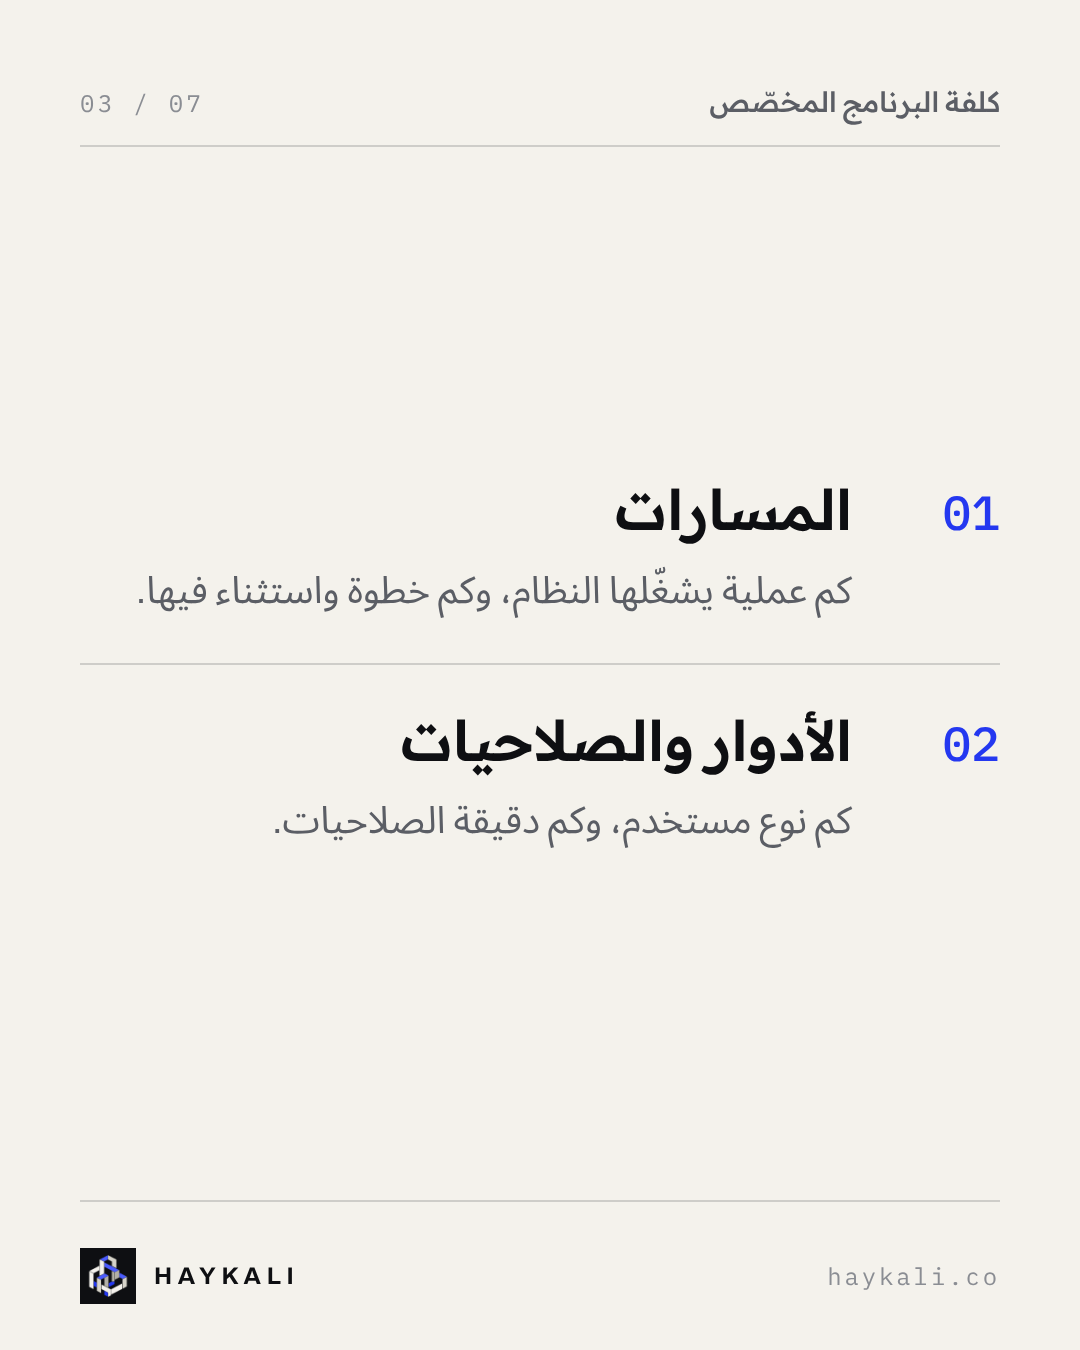 كلفة البرنامج المخصّص
03 / 07
01
المسارات
كم عملية يشغّلها النظام، وكم خطوة واستثناء فيها.
02
الأدوار والصلاحيات
كم نوع مستخدم، وكم دقيقة الصلاحيات.
HAYKALI
haykali.co